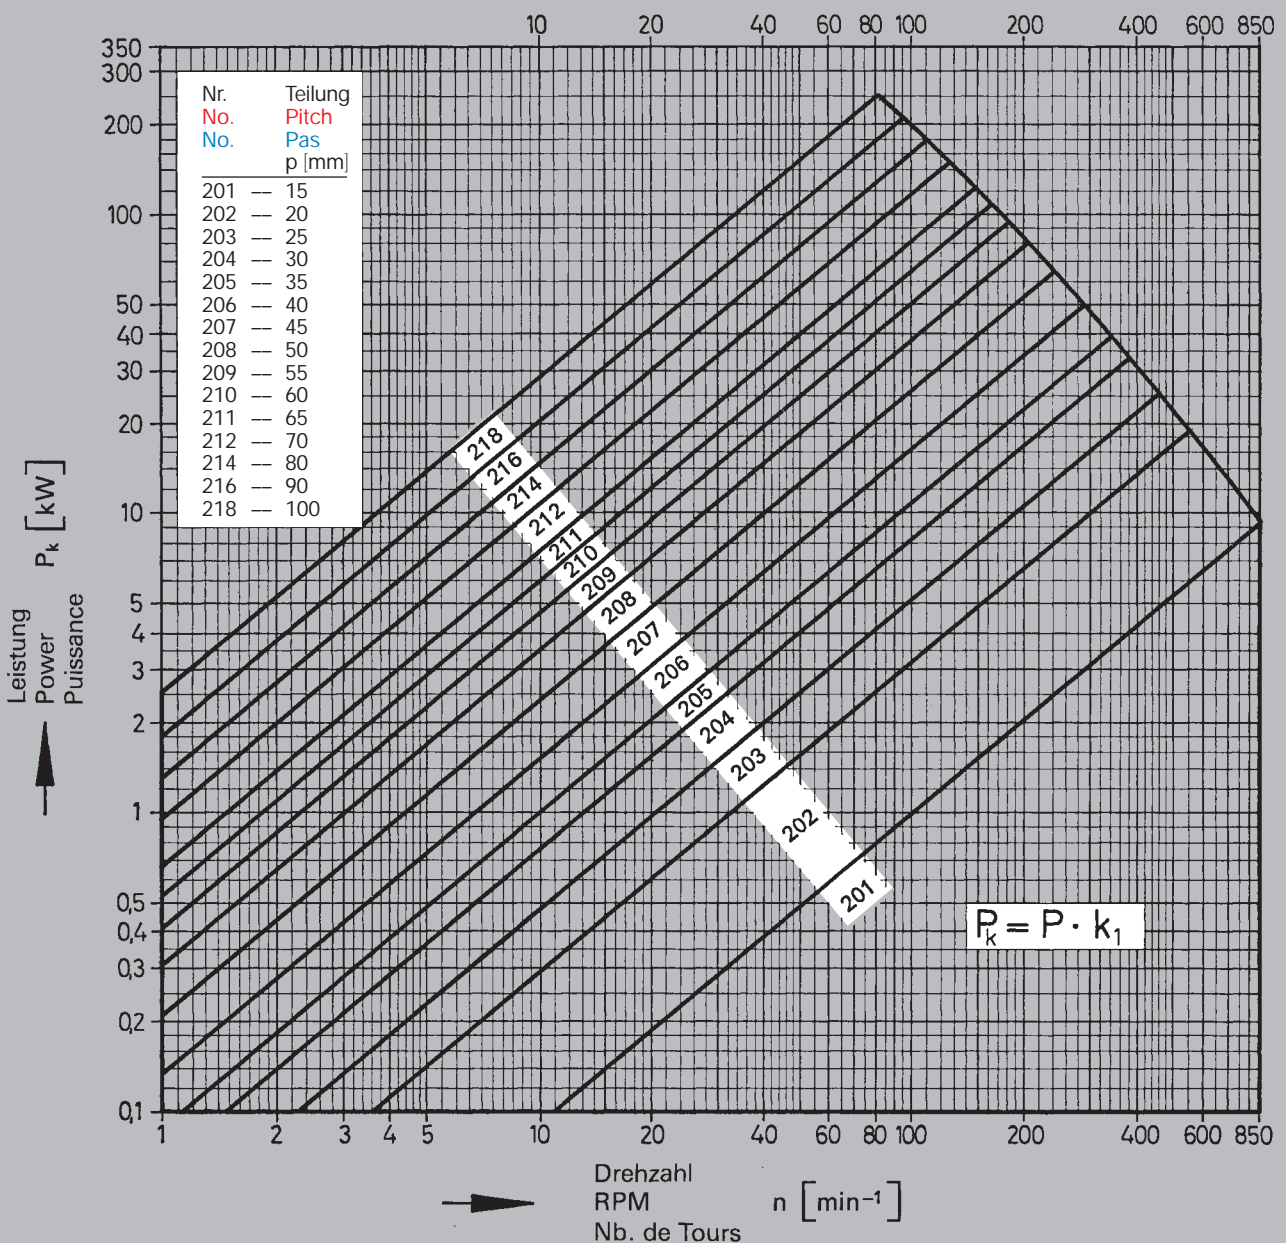 10 20 40 60 80 100 200 400 600 850
350
300
200
100
50
40
30
20
10
5
4
3
2
1
0,5
0,4
0,3
0,2
0,1
Nr. Teilung
No. Pitch
No. Pas
p [mm]
201 — 15
202 — 20
203 — 25
204 — 30
205 — 35
206 — 40
207 — 45
208 — 50
209 — 55
210 — 60
211 — 65
212 — 70
214 — 80
216 — 90
218 — 100
Leistung
Power
Puissance
Pk [kW]
218
216
214
212
211
210
209
208
207
206
205
204
203
202
201
Pk = P · k1
1 2 3 4 5 10 20 40 60 80 100 200 400 600 850
Drehzahl
RPM n [min⁻¹]
Nb. de Tours